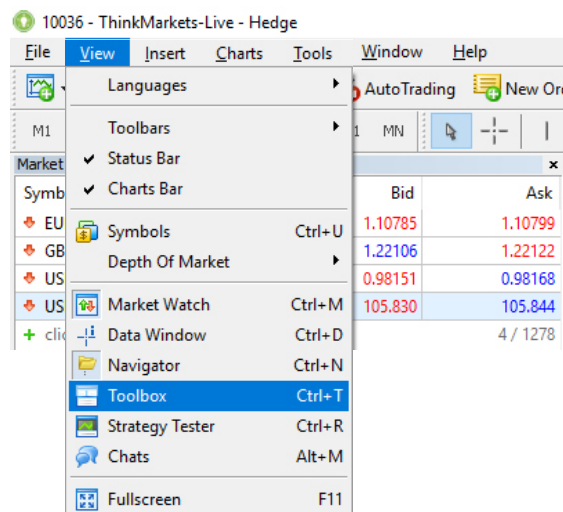 10036 - ThinkMarkets-Live - Hedge
File View Insert Charts Tools Window Help
AutoTrading New Or
M1 1 MN
Market
Symb Bid Ask
EU 1.10785 1.10799
GB 1.22106 1.22122
US 0.98151 0.98168
US 105.830 105.844
+ clic 4 / 1278
Languages
Toolbars
Status Bar
Charts Bar
Symbols Ctrl+U
Depth Of Market
Market Watch Ctrl+M
Data Window Ctrl+D
Navigator Ctrl+N
Toolbox Ctrl+T
Strategy Tester Ctrl+R
Chats Alt+M
Fullscreen F11